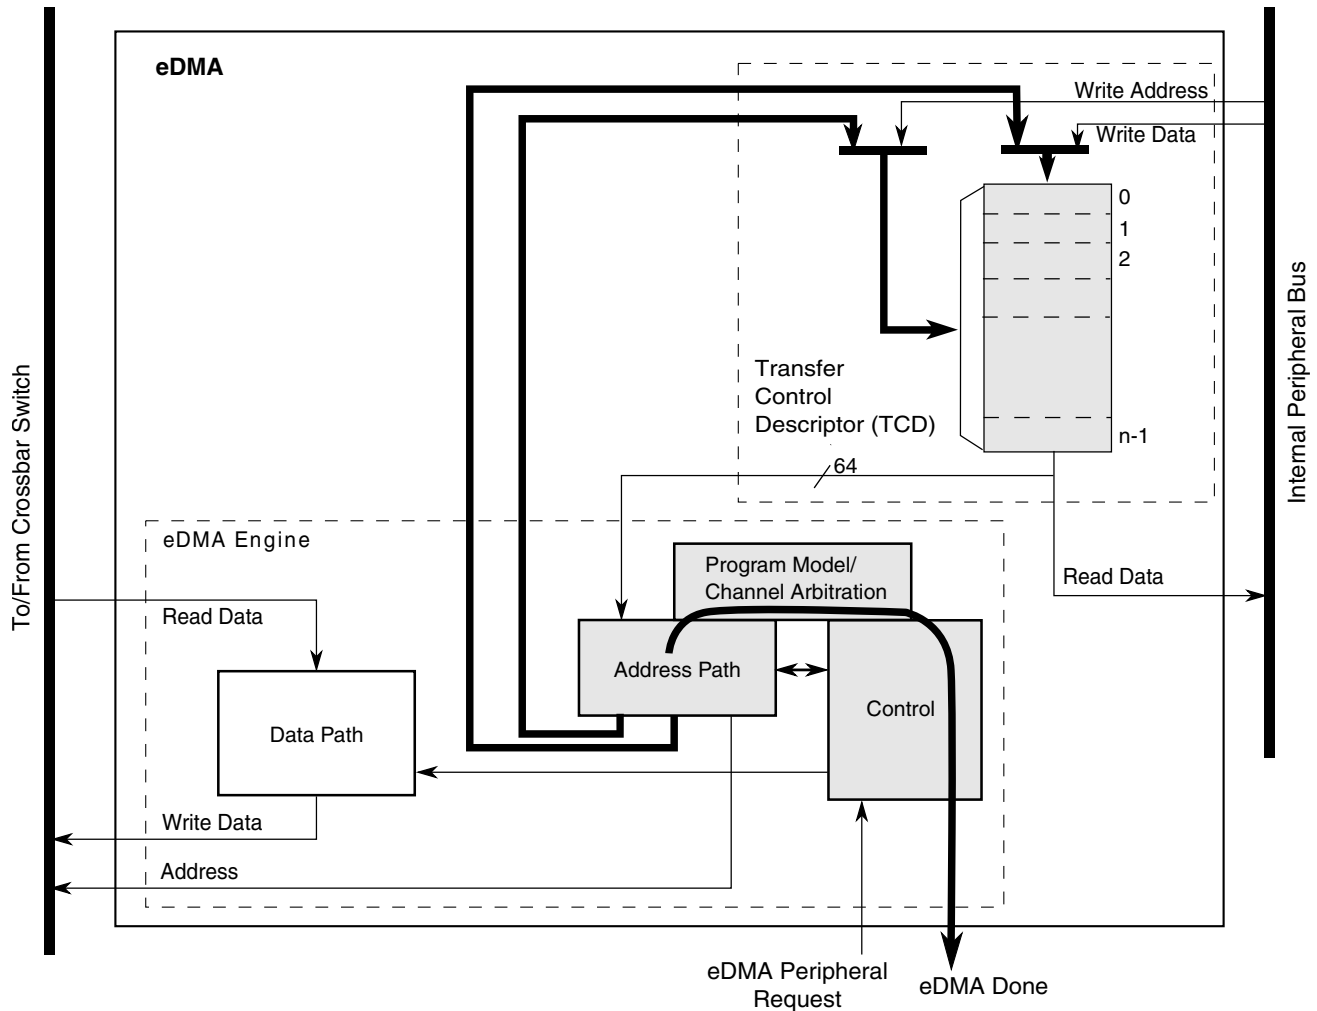 eDMA
Write Address
Write Data
0
1
2
Transfer
Control
Descriptor (TCD)
n-1
64
To/From Crossbar Switch
Internal Peripheral Bus
eDMA Engine
Program Model/
Channel Arbitration
Read Data
Read Data
Address Path
Control
Data Path
Write Data
Address
eDMA Peripheral
Request
eDMA Done